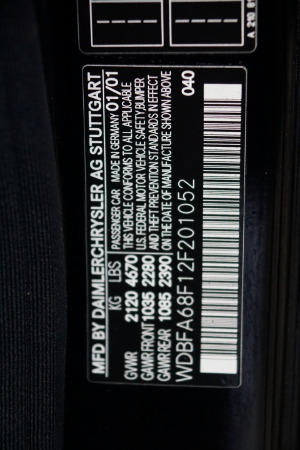 A 210 81
MFD BY DAIMLERCHRYSLER AG STUTTGART
KG LBS PASSENGER CAR MADE IN GERMANY 01/01
GVWR 2120 4670 THIS VEHICLE CONFORMS TO ALL APPLICABLE
GAWR FRONT 1035 2280 FEDERAL MOTOR VEHICLE SAFETY, BUMPER
GAWR REAR 1085 2390 AND THEFT PREVENTION STANDARDS IN EFFECT
ON THE DATE OF MANUFACTURE SHOWN ABOVE
WDBFA68F12F201052 040